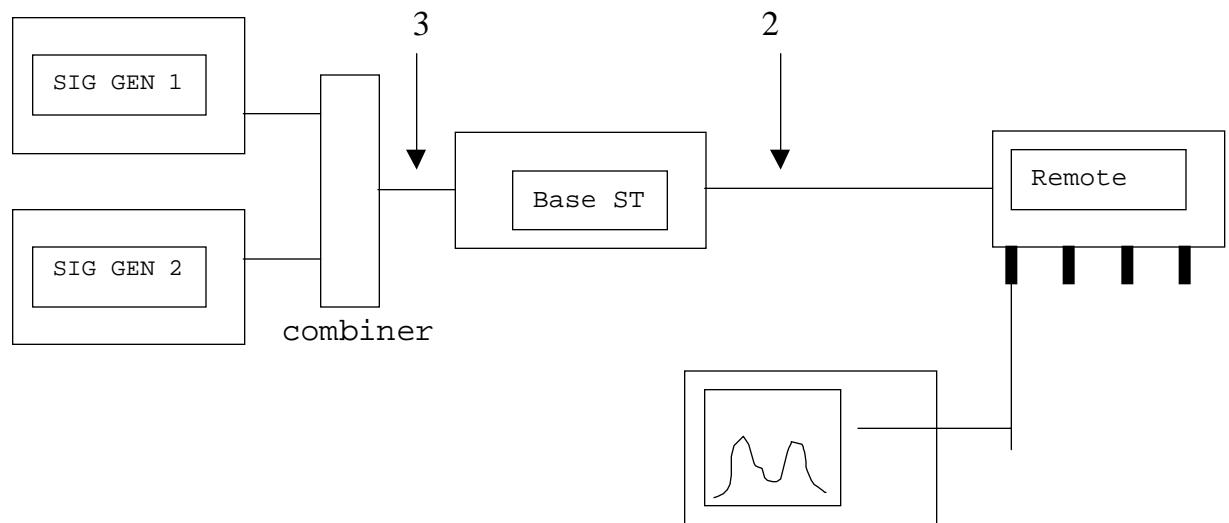 3
2
SIG GEN 1
Remote
Base ST
SIG GEN 2
combiner